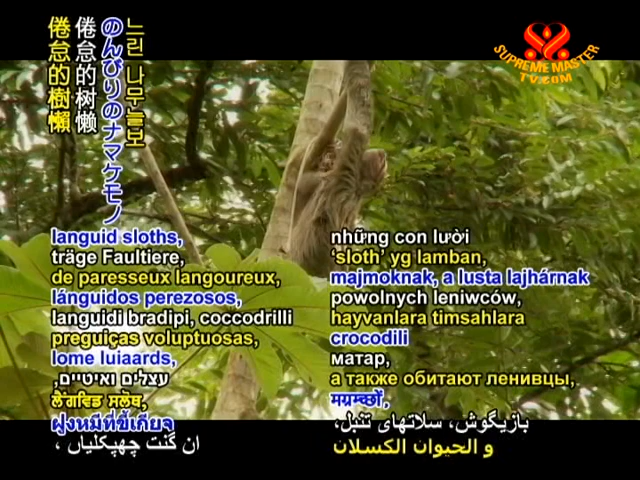 SUPREME MASTER
TV.COM
느린 나무늘보
のんびりのナマケモノ
倦怠的树懒
倦怠的樹懶
languid sloths,
träge Faultiere,
de paresseux langoureux,
lánguidos perezosos,
languidi bradipi, coccodrilli
preguiças voluptuosas,
lome luiaards,
עצלים ואיטיים,
ਲੈਂਗਵਿਡ ਸਲੋਥ,
ฝูงหมีที่ขี้เกียจ
ان گنت چھپکلیاں ،
những con lười
'sloth' yg lamban,
majmoknak, a lusta lajhárnak
powolnych leniwców,
hayvanlara timsahlara
crocodili
матар,
а также обитают ленивцы,
मगरमच्छों,
بازیگوش، سلاتهای تنبل،
و الحيوان الكسلان